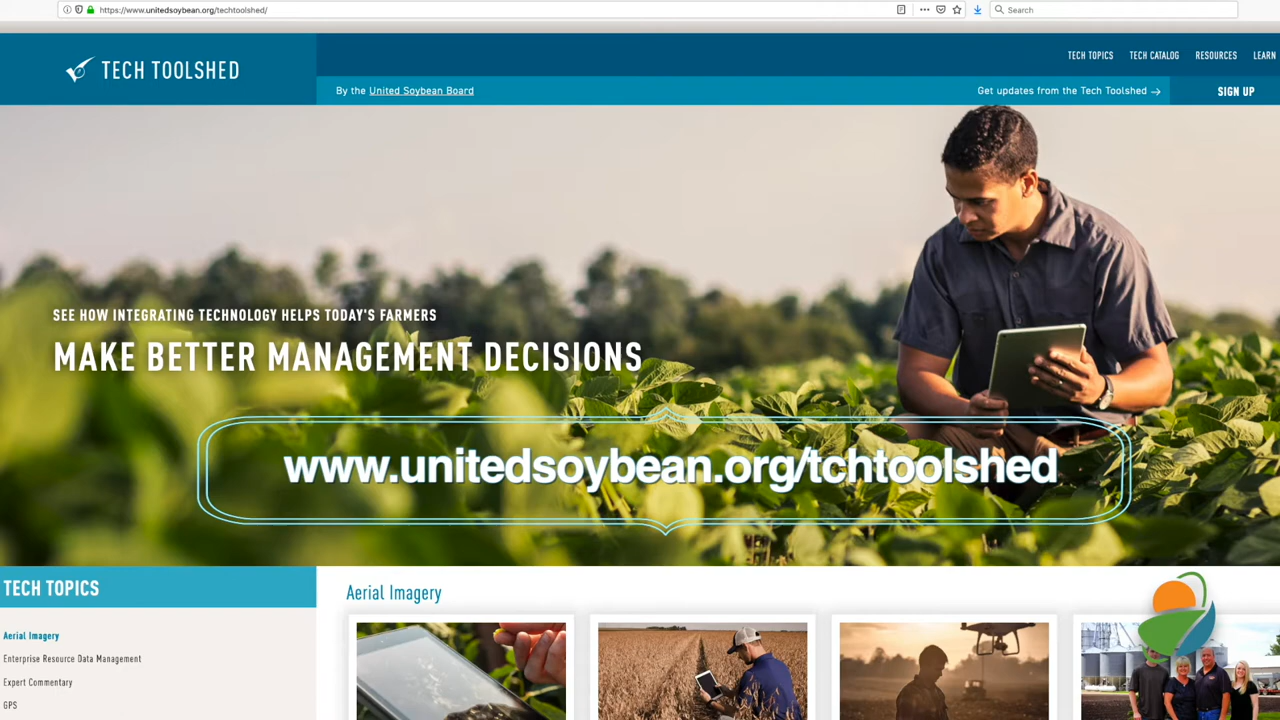 https://www.unitedsoybean.org/techtoolshed/
Search
TECH TOOLSHED
TECH TOPICS
TECH CATALOG
RESOURCES
LEARN
By the United Soybean Board
Get updates from the Tech Toolshed →
SIGN UP
SEE HOW INTEGRATING TECHNOLOGY HELPS TODAY'S FARMERS
MAKE BETTER MANAGEMENT DECISIONS
www.unitedsoybean.org/tchtoolshed
TECH TOPICS
Aerial Imagery
Aerial Imagery
Enterprise Resource Data Management
Expert Commentary
GPS